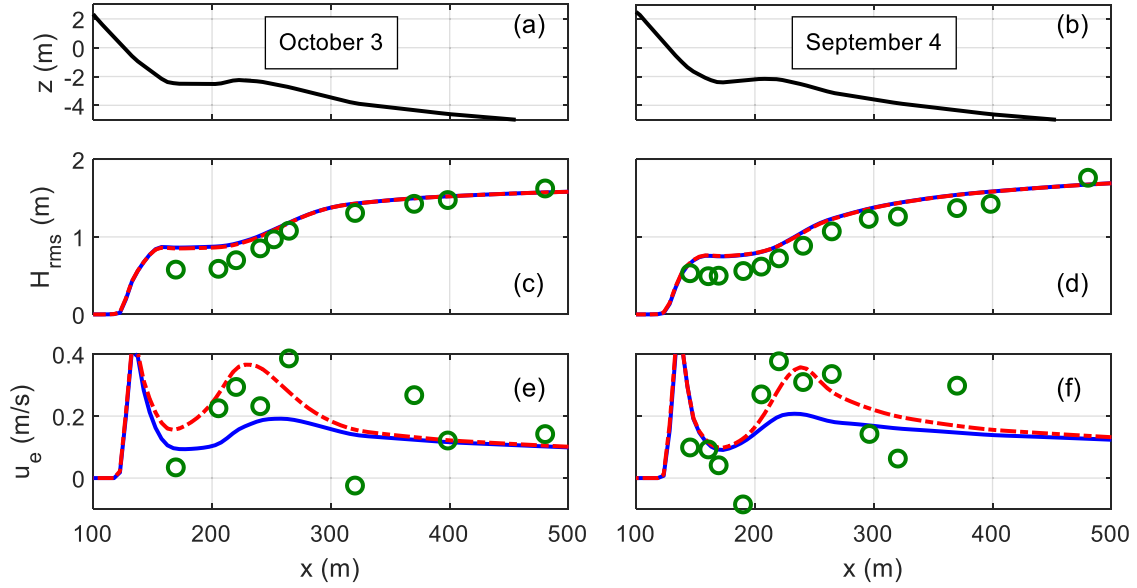 2
0
-2
-4
z (m)
(a)
October 3
(b)
September 4
2
1
0
H_rms (m)
(c)
(d)
0.4
0.2
0
u_e (m/s)
(e)
(f)
100 200 300 400 500
x (m)
100 200 300 400 500
x (m)